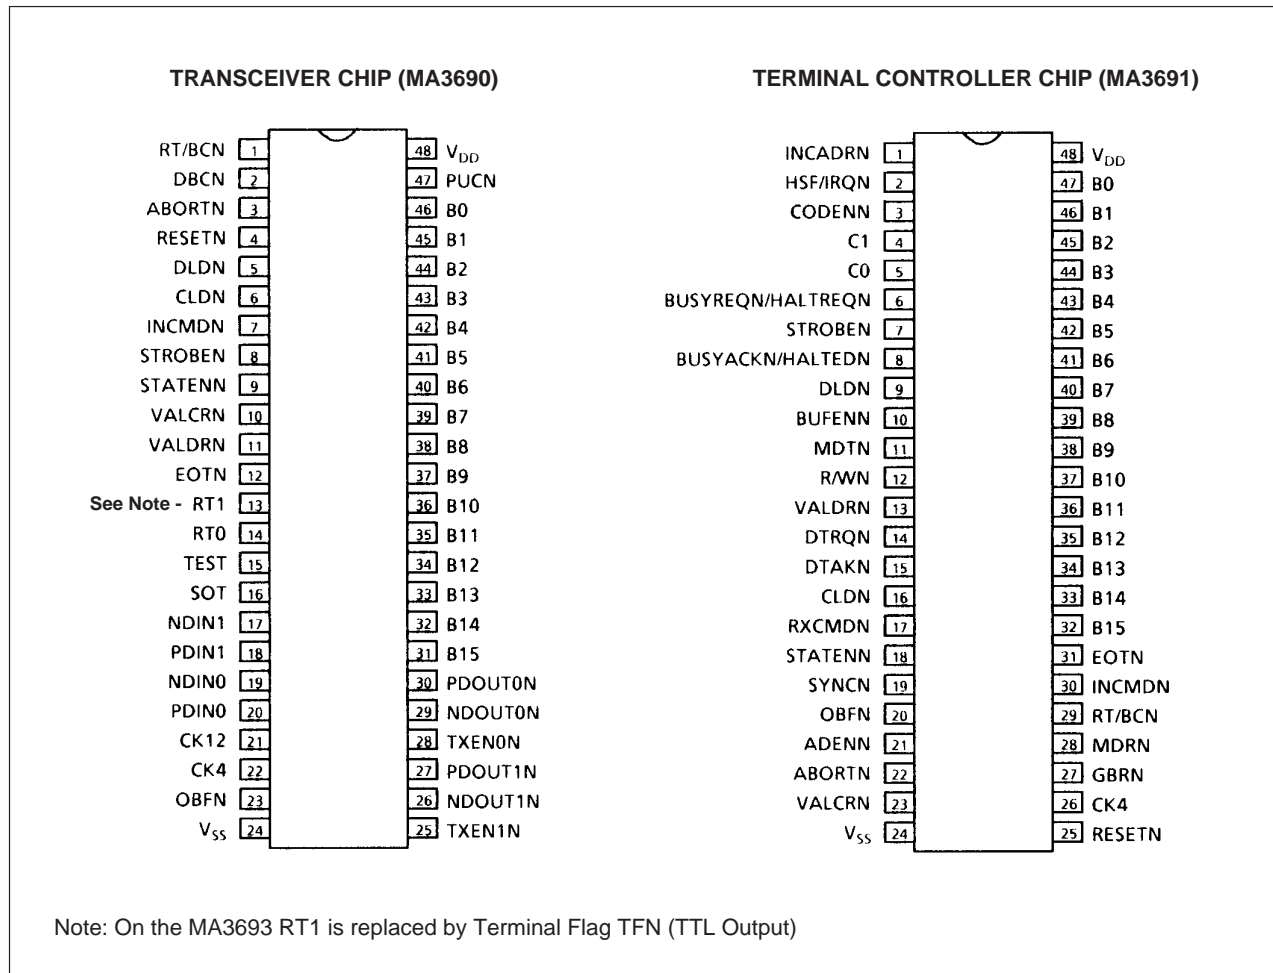 TRANSCEIVER CHIP (MA3690)
RT/BCN 1 48 VDD
DBCN 2 47 PUCN
ABORTN 3 46 B0
RESETN 4 45 B1
DLDN 5 44 B2
CLDN 6 43 B3
INCMDN 7 42 B4
STROBEN 8 41 B5
STATENN 9 40 B6
VALCRN 10 39 B7
VALDRN 11 38 B8
EOTN 12 37 B9
See Note - RT1 13 36 B10
RT0 14 35 B11
TEST 15 34 B12
SOT 16 33 B13
NDIN1 17 32 B14
PDIN1 18 31 B15
NDIN0 19 30 PDOUT0N
PDIN0 20 29 NDOUT0N
CK12 21 28 TXEN0N
CK4 22 27 PDOUT1N
OBFN 23 26 NDOUT1N
VSS 24 25 TXEN1N
TERMINAL CONTROLLER CHIP (MA3691)
INCADRN 1 48 VDD
HSF/IRQN 2 47 B0
CODENN 3 46 B1
C1 4 45 B2
C0 5 44 B3
BUSYREQN/HALTREQN 6 43 B4
STROBEN 7 42 B5
BUSYACKN/HALTEDN 8 41 B6
DLDN 9 40 B7
BUFENN 10 39 B8
MDTN 11 38 B9
R/WN 12 37 B10
VALDRN 13 36 B11
DTRQN 14 35 B12
DTAKN 15 34 B13
CLDN 16 33 B14
RXCMDN 17 32 B15
STATENN 18 31 EOTN
SYNCN 19 30 INCMDN
OBFN 20 29 RT/BCN
ADENN 21 28 MDRN
ABORTN 22 27 GBRN
VALCRN 23 26 CK4
VSS 24 25 RESETN
Note: On the MA3693 RT1 is replaced by Terminal Flag TFN (TTL Output)